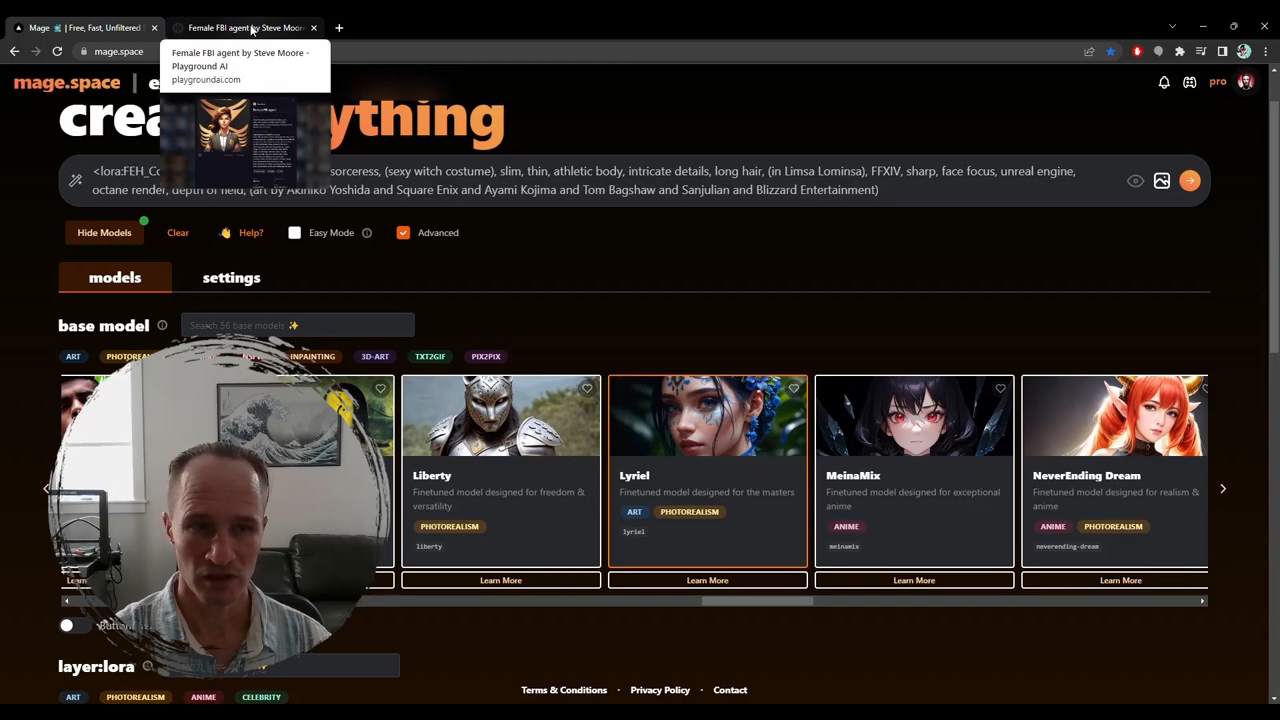 Mage | Free, Fast, Unfiltered
Female FBI agent by Steve Moore
mage.space
Female FBI agent by Steve Moore -
Playground AI
playgroundai.com
mage.space
pro
<lora:FEH_Co
sorceress, (sexy witch costume), slim, thin, athletic body, intricate details, long hair, (in Limsa Lominsa), FFXIV, sharp, face focus, unreal engine,
octane render, depth of field, (art by Akihiko Yoshida and Square Enix and Ayami Kojima and Tom Bagshaw and Sanjulian and Blizzard Entertainment)
Hide Models
Clear
Help?
Easy Mode
Advanced
models
settings
base model
Search 56 base models
ART
PHOTOREAL
INPAINTING
3D-ART
TXT2GIF
PIX2PIX
Liberty
Finetuned model designed for freedom &
versatility
PHOTOREALISM
liberty
Learn More
Lyriel
Finetuned model designed for the masters
ART
PHOTOREALISM
lyriel
Learn More
MeinaMix
Finetuned model designed for exceptional
anime
ANIME
meinamix
Learn More
NeverEnding Dream
Finetuned model designed for realism &
anime
ANIME
PHOTOREALISM
neverending-dream
Learn More
Learn
layer:lora
ART
PHOTOREALISM
ANIME
CELEBRITY
Terms & Conditions
·
Privacy Policy
·
Contact